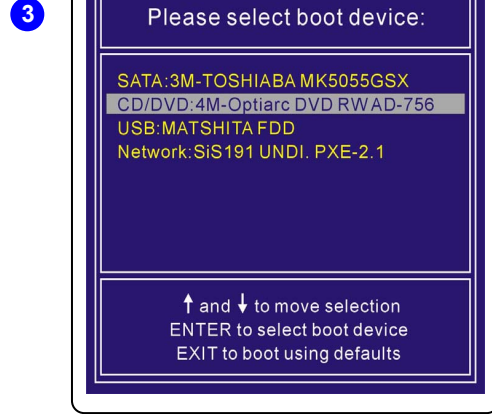 3
Please select boot device:
SATA:3M-TOSHIABA MK5055GSX
CD/DVD:4M-Optiarc DVD RW AD-756
USB:MATSHITA FDD
Network:SiS191 UNDI. PXE-2.1
↑ and ↓ to move selection
ENTER to select boot device
EXIT to boot using defaults